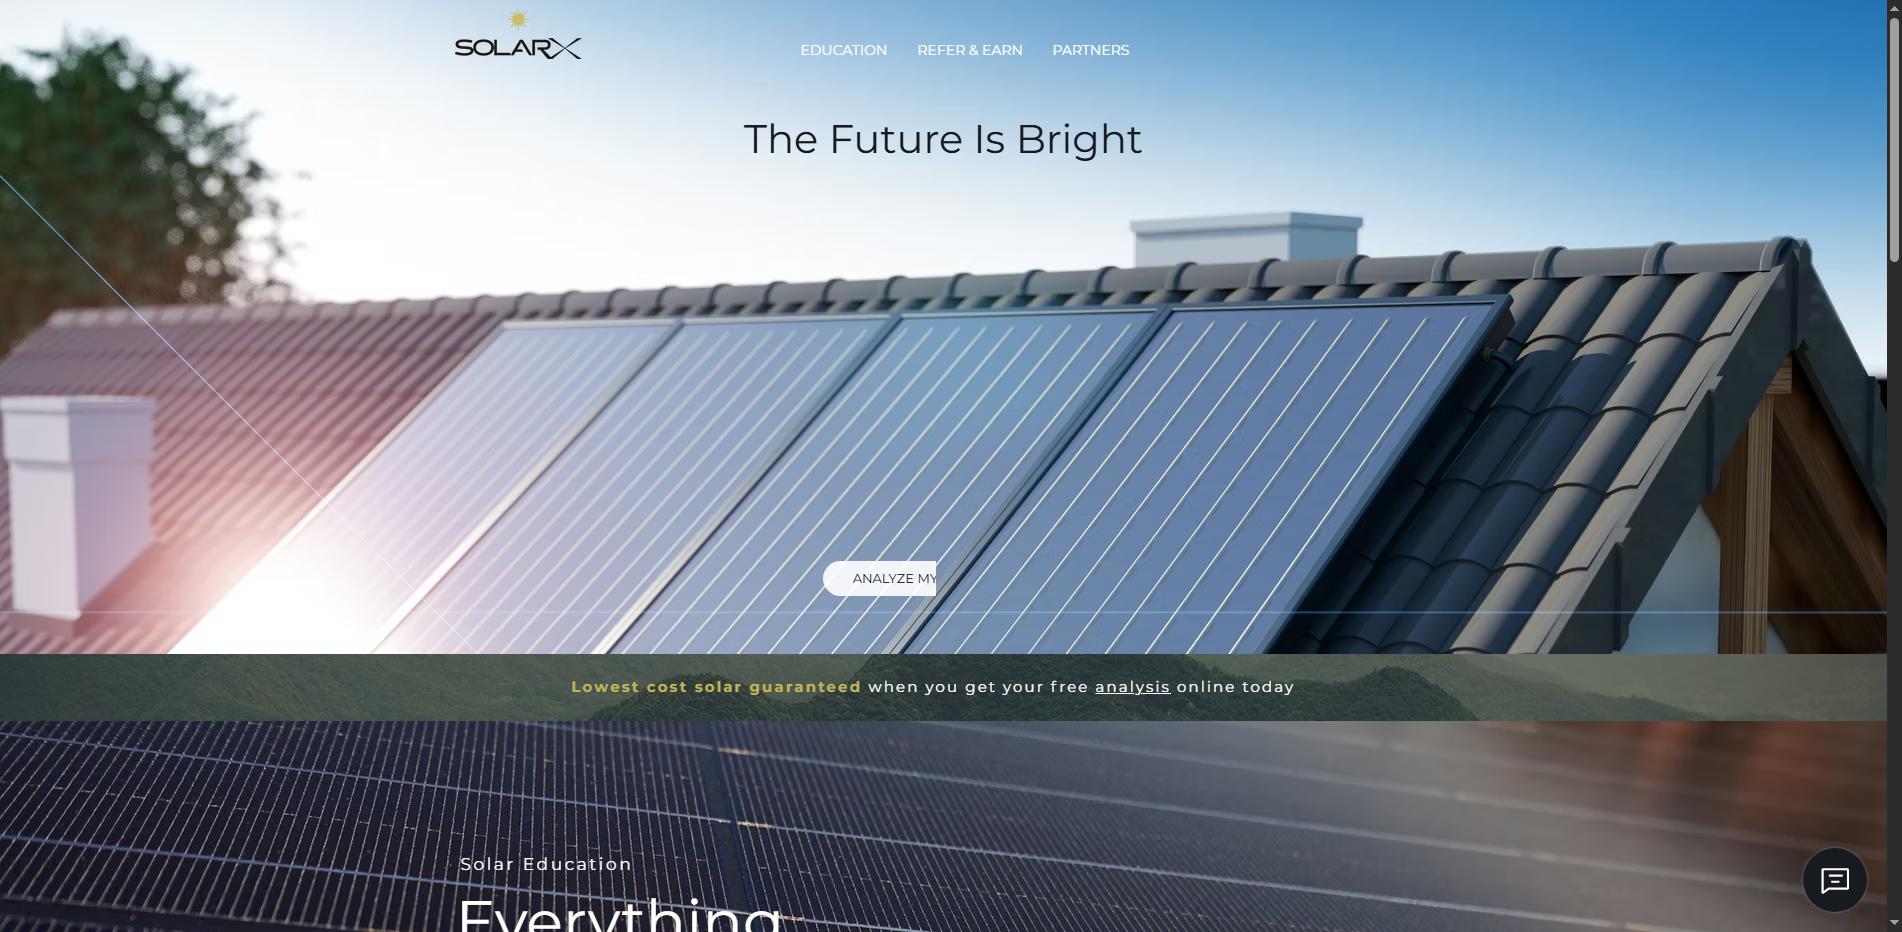 SOLARX
EDUCATION REFER & EARN PARTNERS
The Future Is Bright
ANALYZE MY
Lowest cost solar guaranteed when you get your free analysis online today
Solar Education
Everything